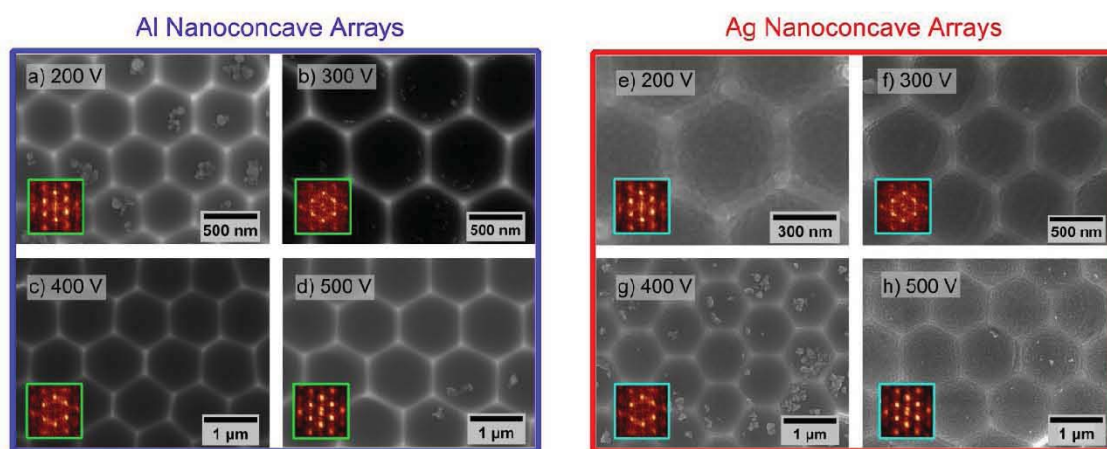 Al Nanoconcave Arrays
Ag Nanoconcave Arrays
a) 200 V
500 nm
b) 300 V
500 nm
e) 200 V
300 nm
f) 300 V
500 nm
c) 400 V
1 µm
d) 500 V
1 µm
g) 400 V
1 µm
h) 500 V
1 µm